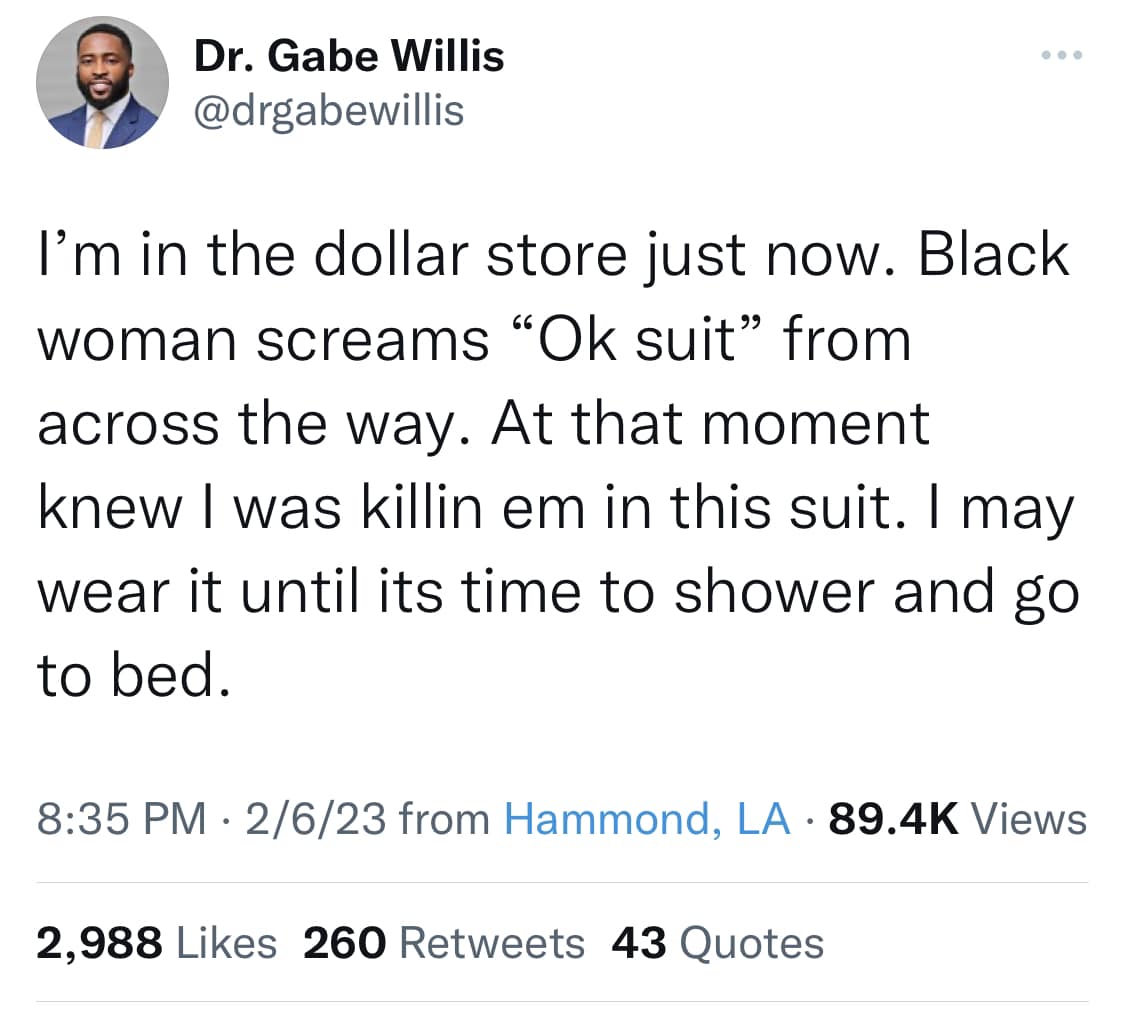 Dr. Gabe Willis
@drgabewillis
I’m in the dollar store just now. Black
woman screams “Ok suit” from
across the way. At that moment
knew I was killin em in this suit. I may
wear it until its time to shower and go
to bed.
8:35 PM · 2/6/23 from Hammond, LA · 89.4K Views
2,988 Likes 260 Retweets 43 Quotes